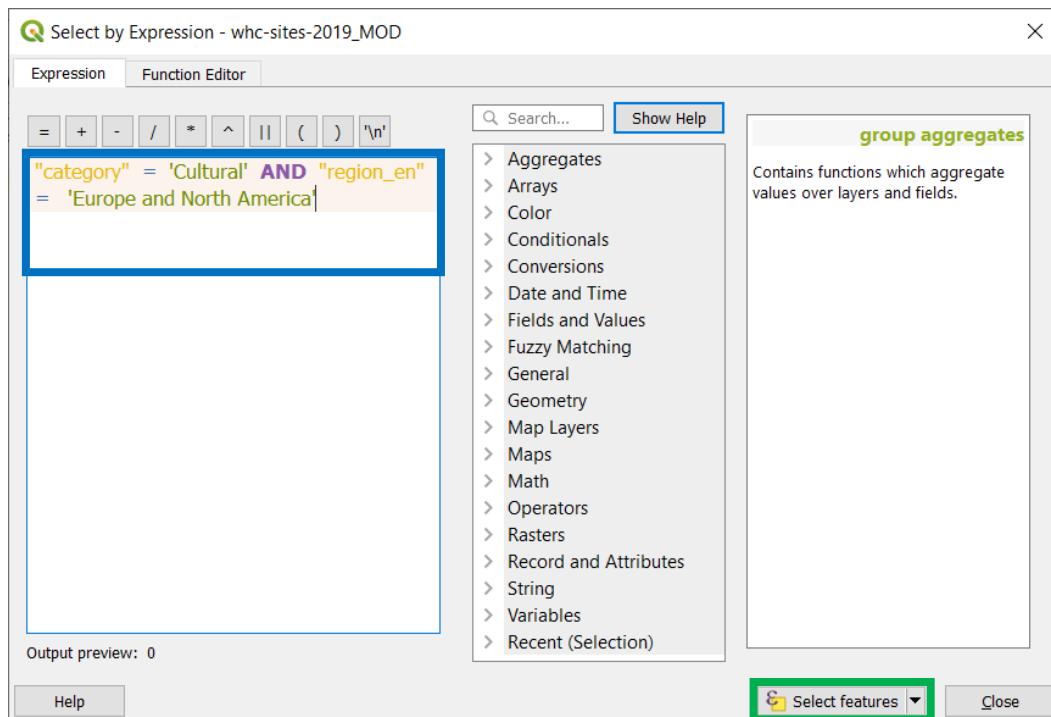 Select by Expression - whc-sites-2019_MOD
Expression
Function Editor
= + - / * ^ || ( ) '\n'
"category" = 'Cultural' AND "region_en"
= 'Europe and North America'
Output preview: 0
Search...
Show Help
Aggregates
Arrays
Color
Conditionals
Conversions
Date and Time
Fields and Values
Fuzzy Matching
General
Geometry
Map Layers
Maps
Math
Operators
Rasters
Record and Attributes
String
Variables
Recent (Selection)
group aggregates
Contains functions which aggregate
values over layers and fields.
Help
Select features
Close